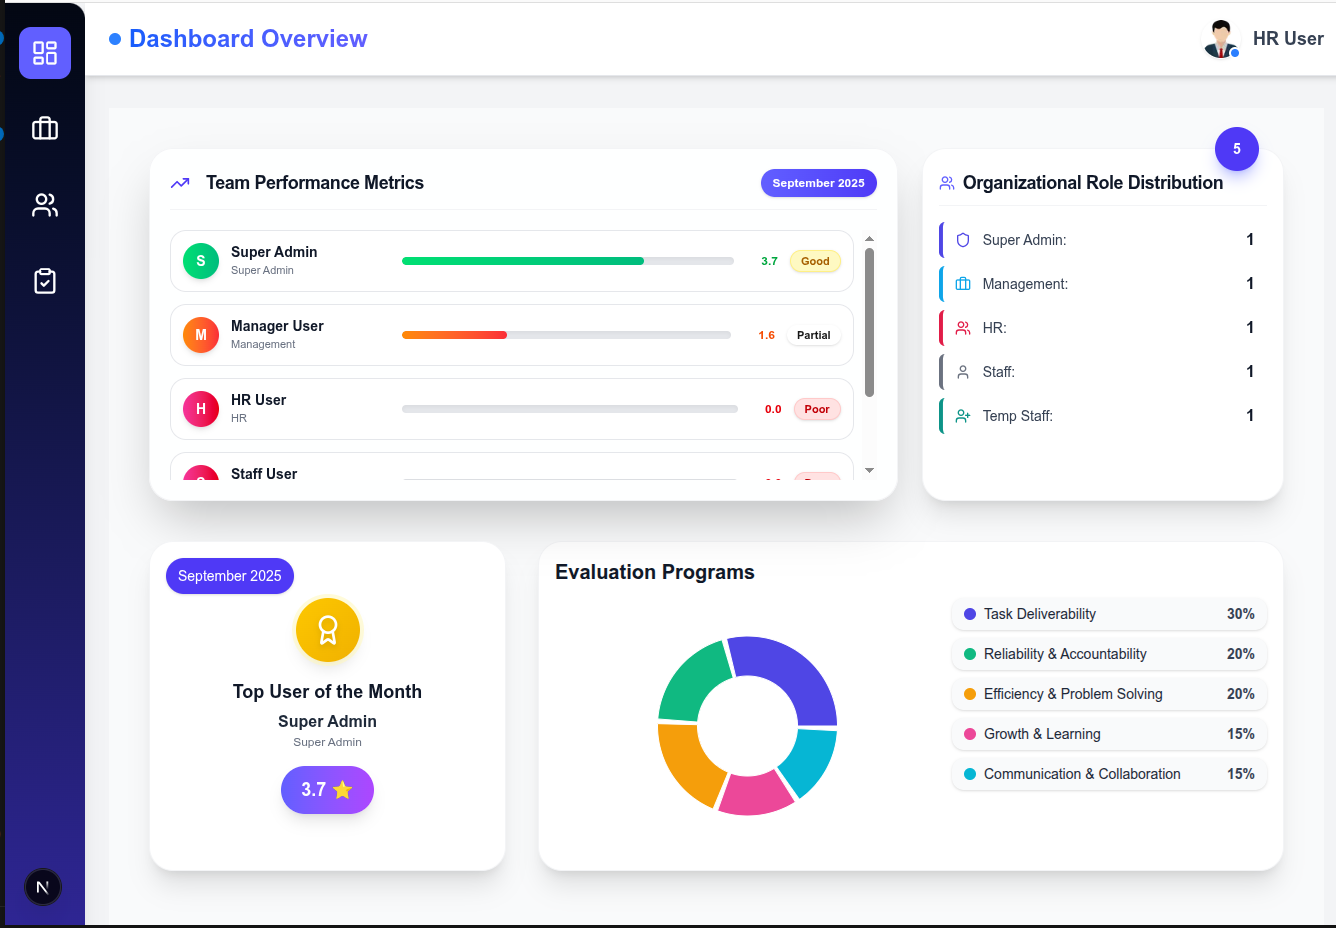 Dashboard Overview
HR User
Team Performance Metrics
September 2025
S
Super Admin
Super Admin
3.7
Good
M
Manager User
Management
1.6
Partial
H
HR User
HR
0.0
Poor
Staff User
5
Organizational Role Distribution
Super Admin: 1
Management: 1
HR: 1
Staff: 1
Temp Staff: 1
September 2025
Top User of the Month
Super Admin
Super Admin
3.7 ⭐
Evaluation Programs
Task Deliverability 30%
Reliability & Accountability 20%
Efficiency & Problem Solving 20%
Growth & Learning 15%
Communication & Collaboration 15%
N